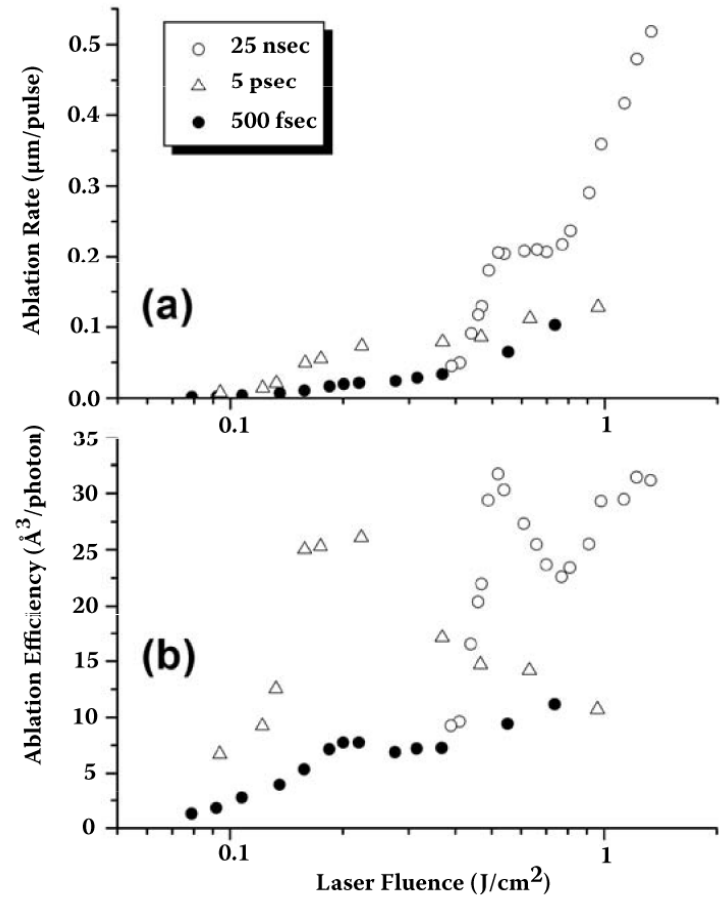 0.5
0.4
0.3
0.2
0.1
0.0
Ablation Rate (μm/pulse)
25 nsec
5 psec
500 fsec
(a)
0.1
1
35
30
25
20
15
10
5
0
Ablation Efficiency (Å³/photon)
(b)
0.1
1
Laser Fluence (J/cm²)